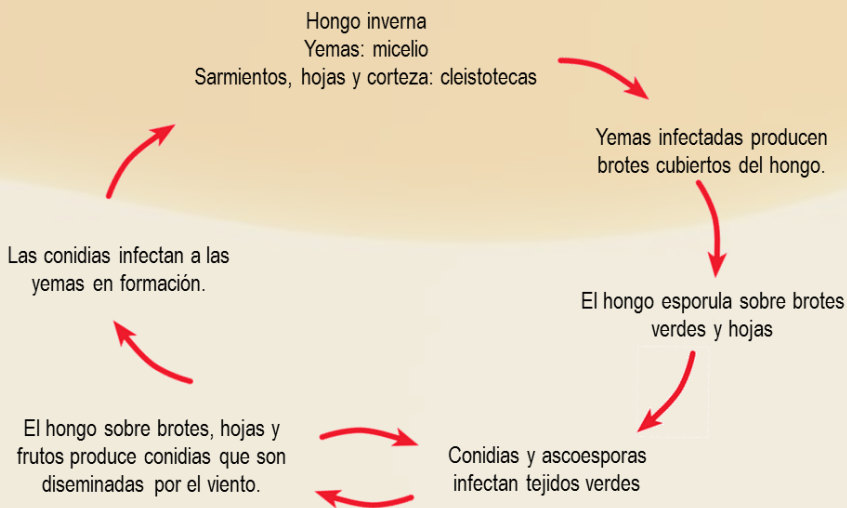 Hongo inverna
Yemas: micelio
Sarmientos, hojas y corteza: cleistotecas
Yemas infectadas producen
brotes cubiertos del hongo.
El hongo esporula sobre brotes
verdes y hojas
Conidias y ascoesporas
infectan tejidos verdes
El hongo sobre brotes, hojas y
frutos produce conidias que son
diseminadas por el viento.
Las conidias infectan a las
yemas en formación.